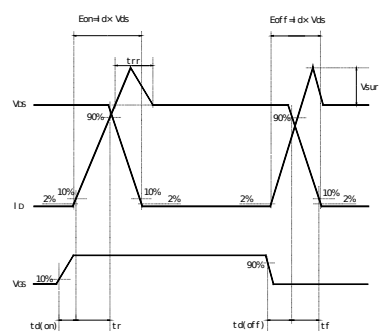 Eon=Id×Vds
Eoff=Id×Vds
trr
Vsur
VDS
90%
90%
10%
10%
10%
2%
2%
2%
2%
ID
90%
10%
VGS
td(on)
tr
td(off)
tf